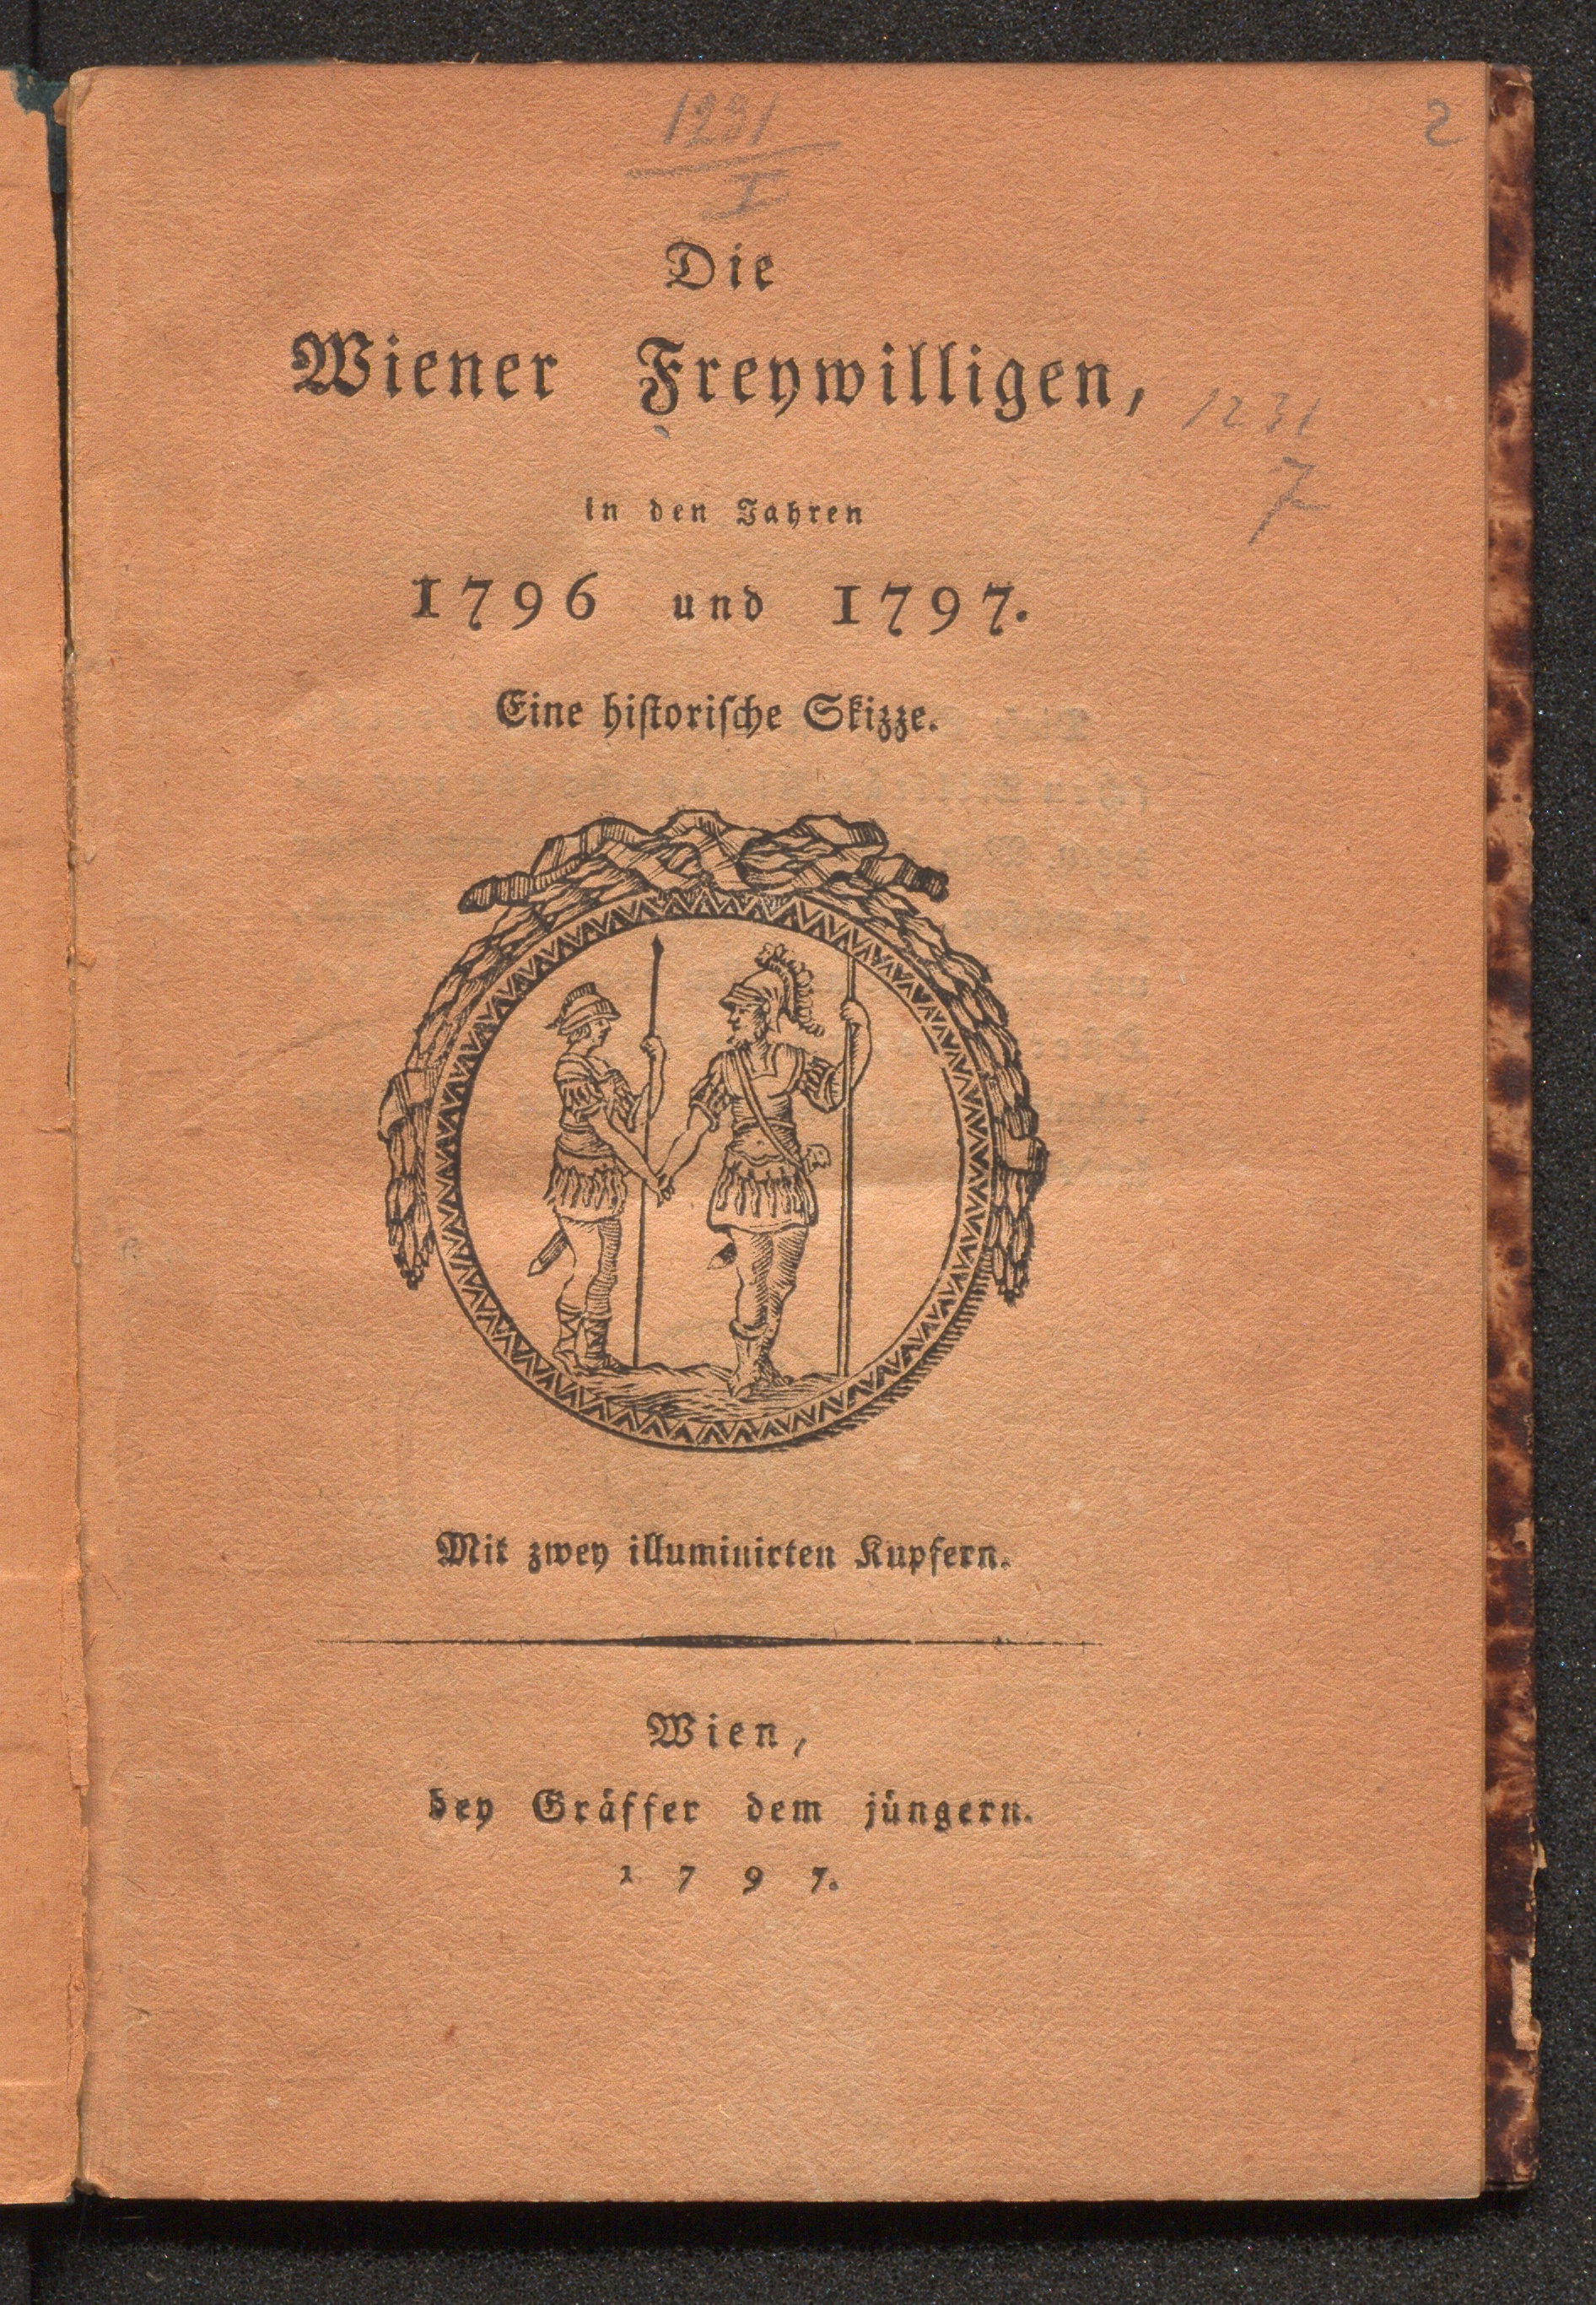 1231
I
2
Die
Wiener Freywilligen,
1231
7
in den Jahren
1796 und 1797.
Eine historische Skizze.
Mit zwey illuminirten Kupfern.
Wien,
bey Gräffer dem jüngern.
1797.